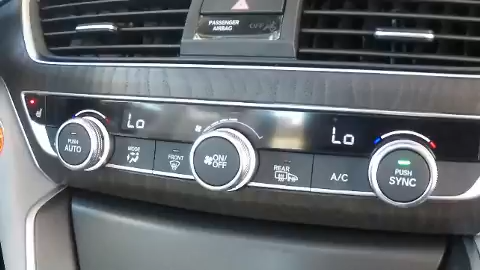 PASSENGER
AIRBAG
OFF
Lo
Lo
PUSH
AUTO
MODE
FRONT
ON/
OFF
REAR
A/C
PUSH
SYNC